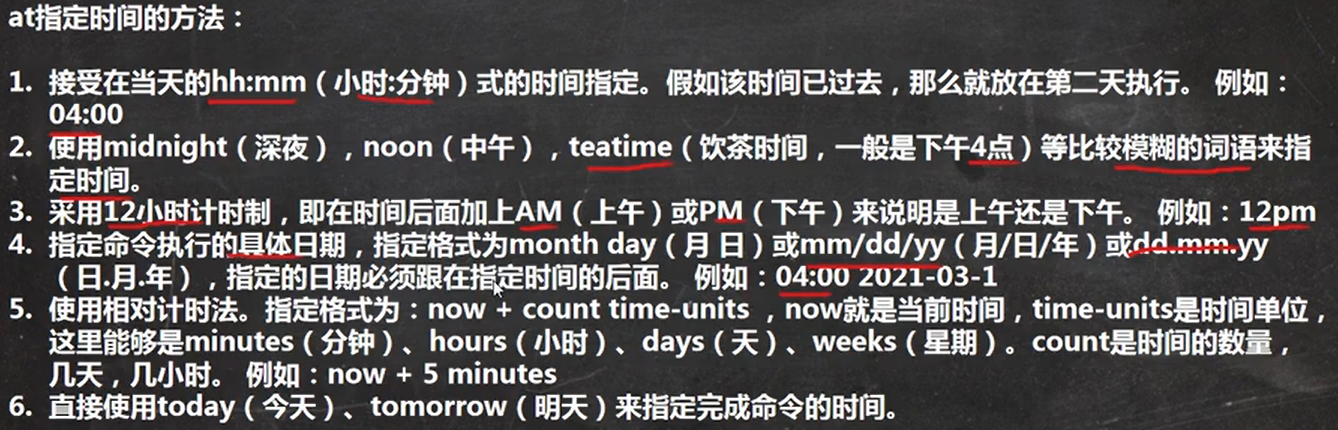 at指定时间的方法：
1. 接受在当天的hh:mm（小时:分钟）式的时间指定。假如该时间已过去，那么就放在第二天执行。 例如：
04:00
2. 使用midnight（深夜），noon（中午），teatime（饮茶时间，一般是下午4点）等比较模糊的词语来指
定时间。
3. 采用12小时计时制，即在时间后面加上AM（上午）或PM（下午）来说明是上午还是下午。 例如：12pm
4. 指定命令执行的具体日期，指定格式为month day（月 日）或mm/dd/yy（月/日/年）或dd.mm.yy
（日.月.年），指定的日期必须跟在指定时间的后面。 例如：04:00 2021-03-1
5. 使用相对计时法。指定格式为：now + count time-units ，now就是当前时间，time-units是时间单位，
这里能够是minutes（分钟）、hours（小时）、days（天）、weeks（星期）。count是时间的数量，
几天，几小时。 例如：now + 5 minutes
6. 直接使用today（今天）、tomorrow（明天）来指定完成命令的时间。